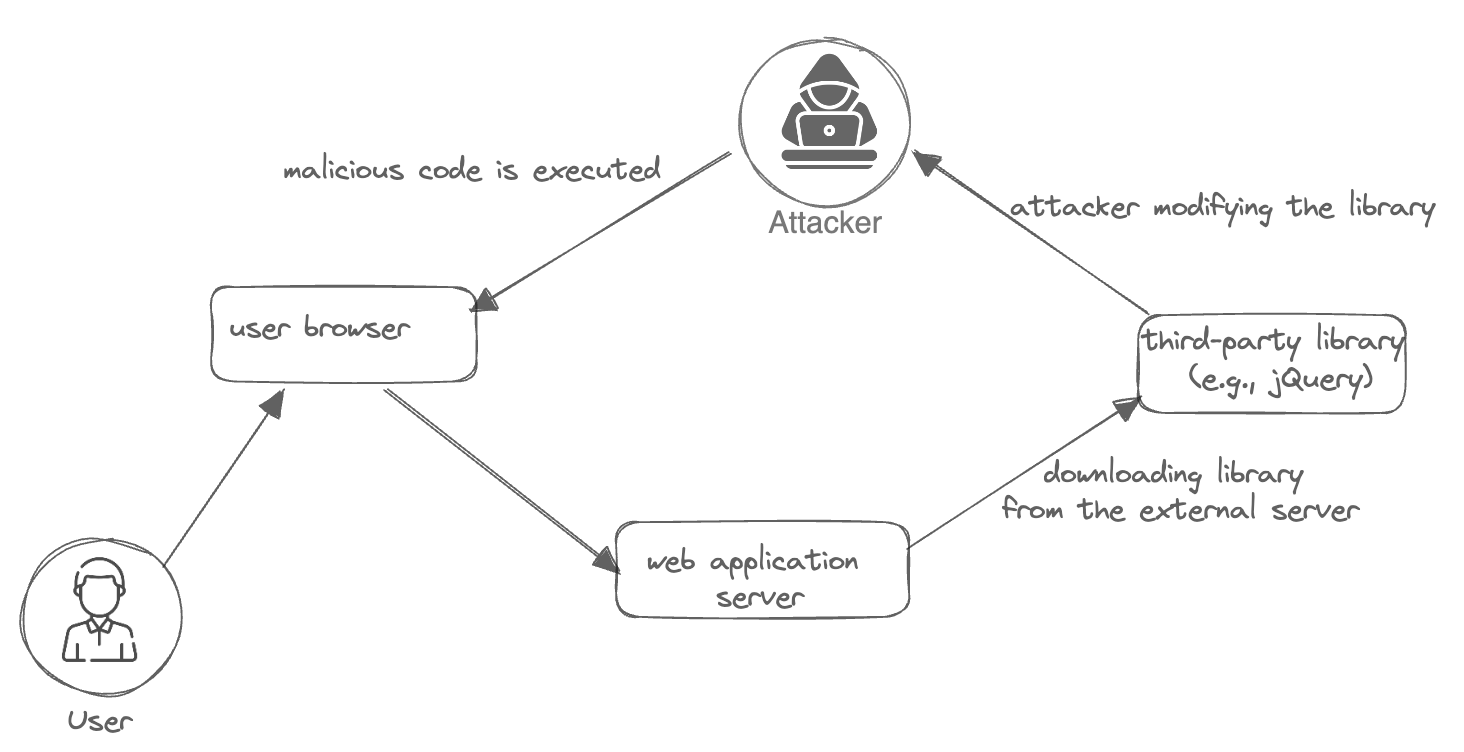 malicious code is executed
Attacker
attacker modifying the library
user browser
third-party library
(e.g., jQuery)
downloading library
from the external server
web application
server
User